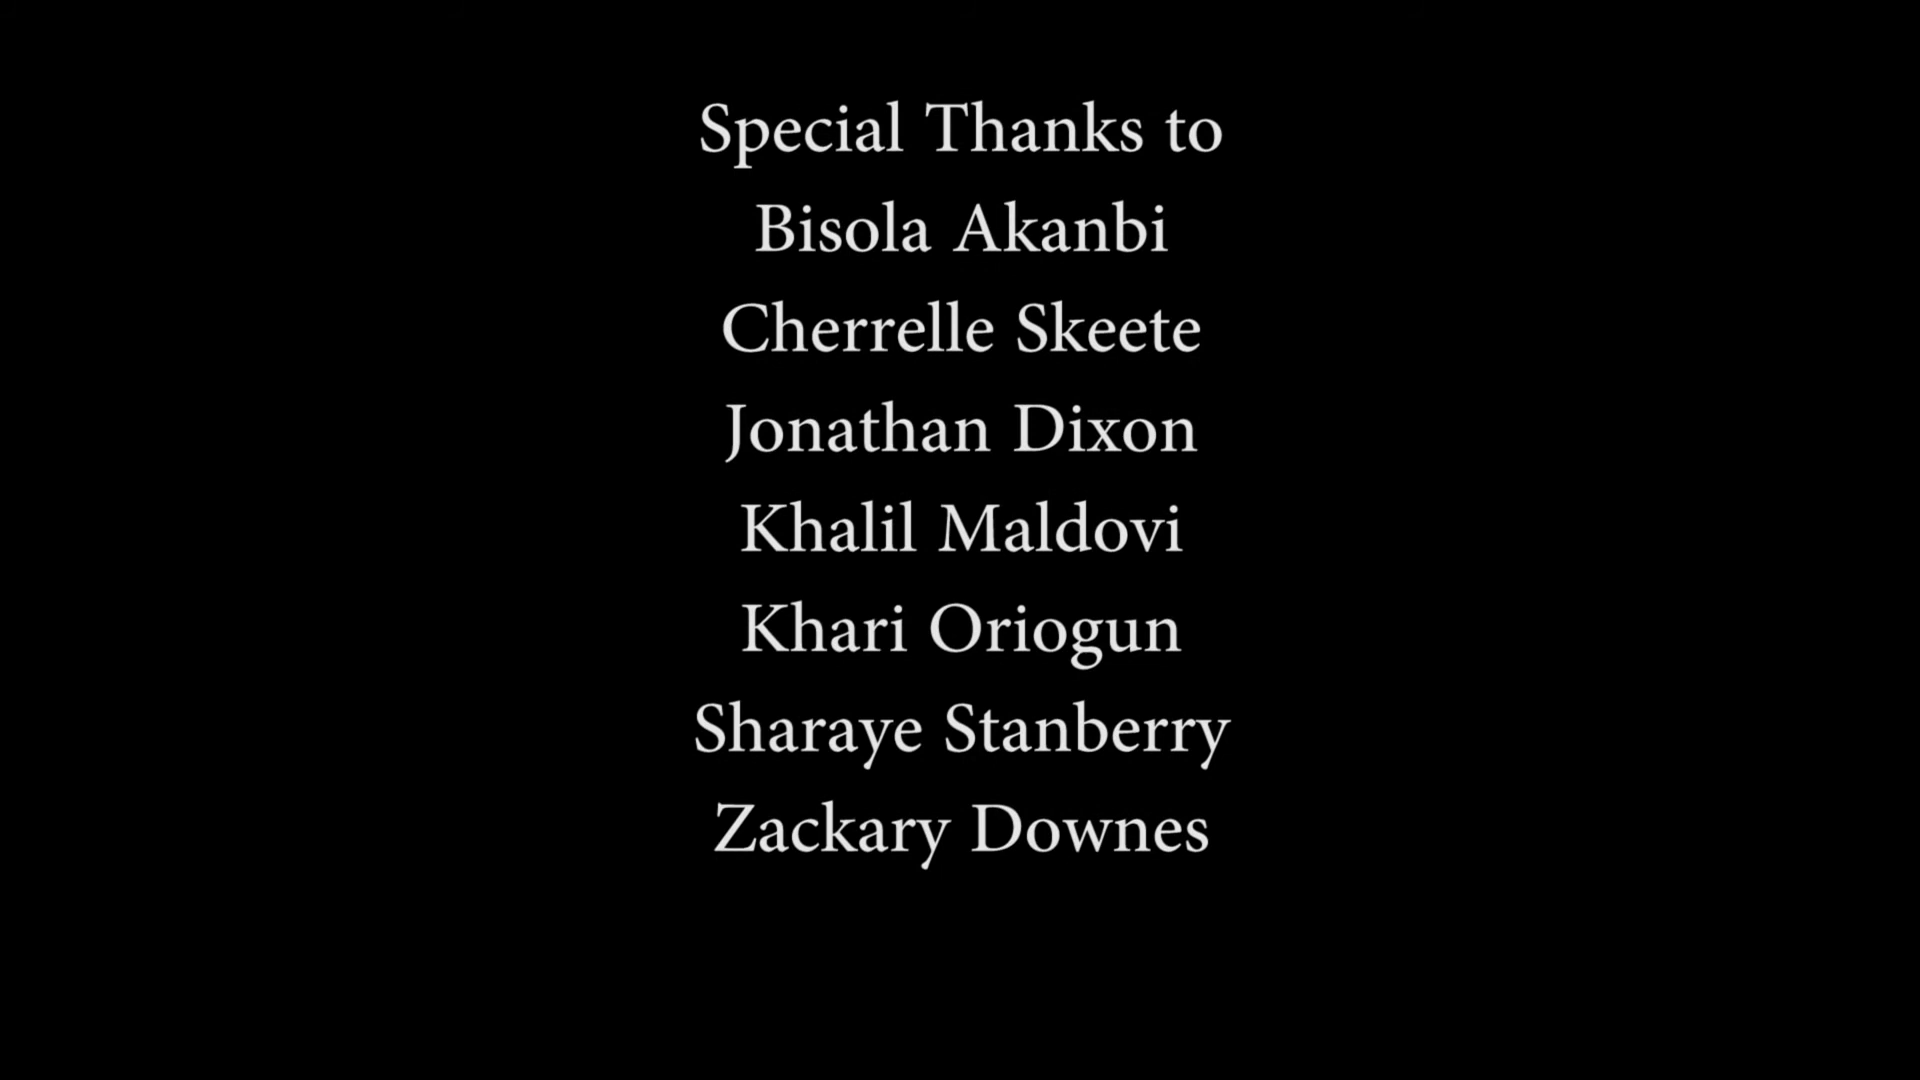 Special Thanks to
Bisola Akanbi
Cherrelle Skeete
Jonathan Dixon
Khalil Maldovi
Khari Oriogun
Sharaye Stanberry
Zackary Downes